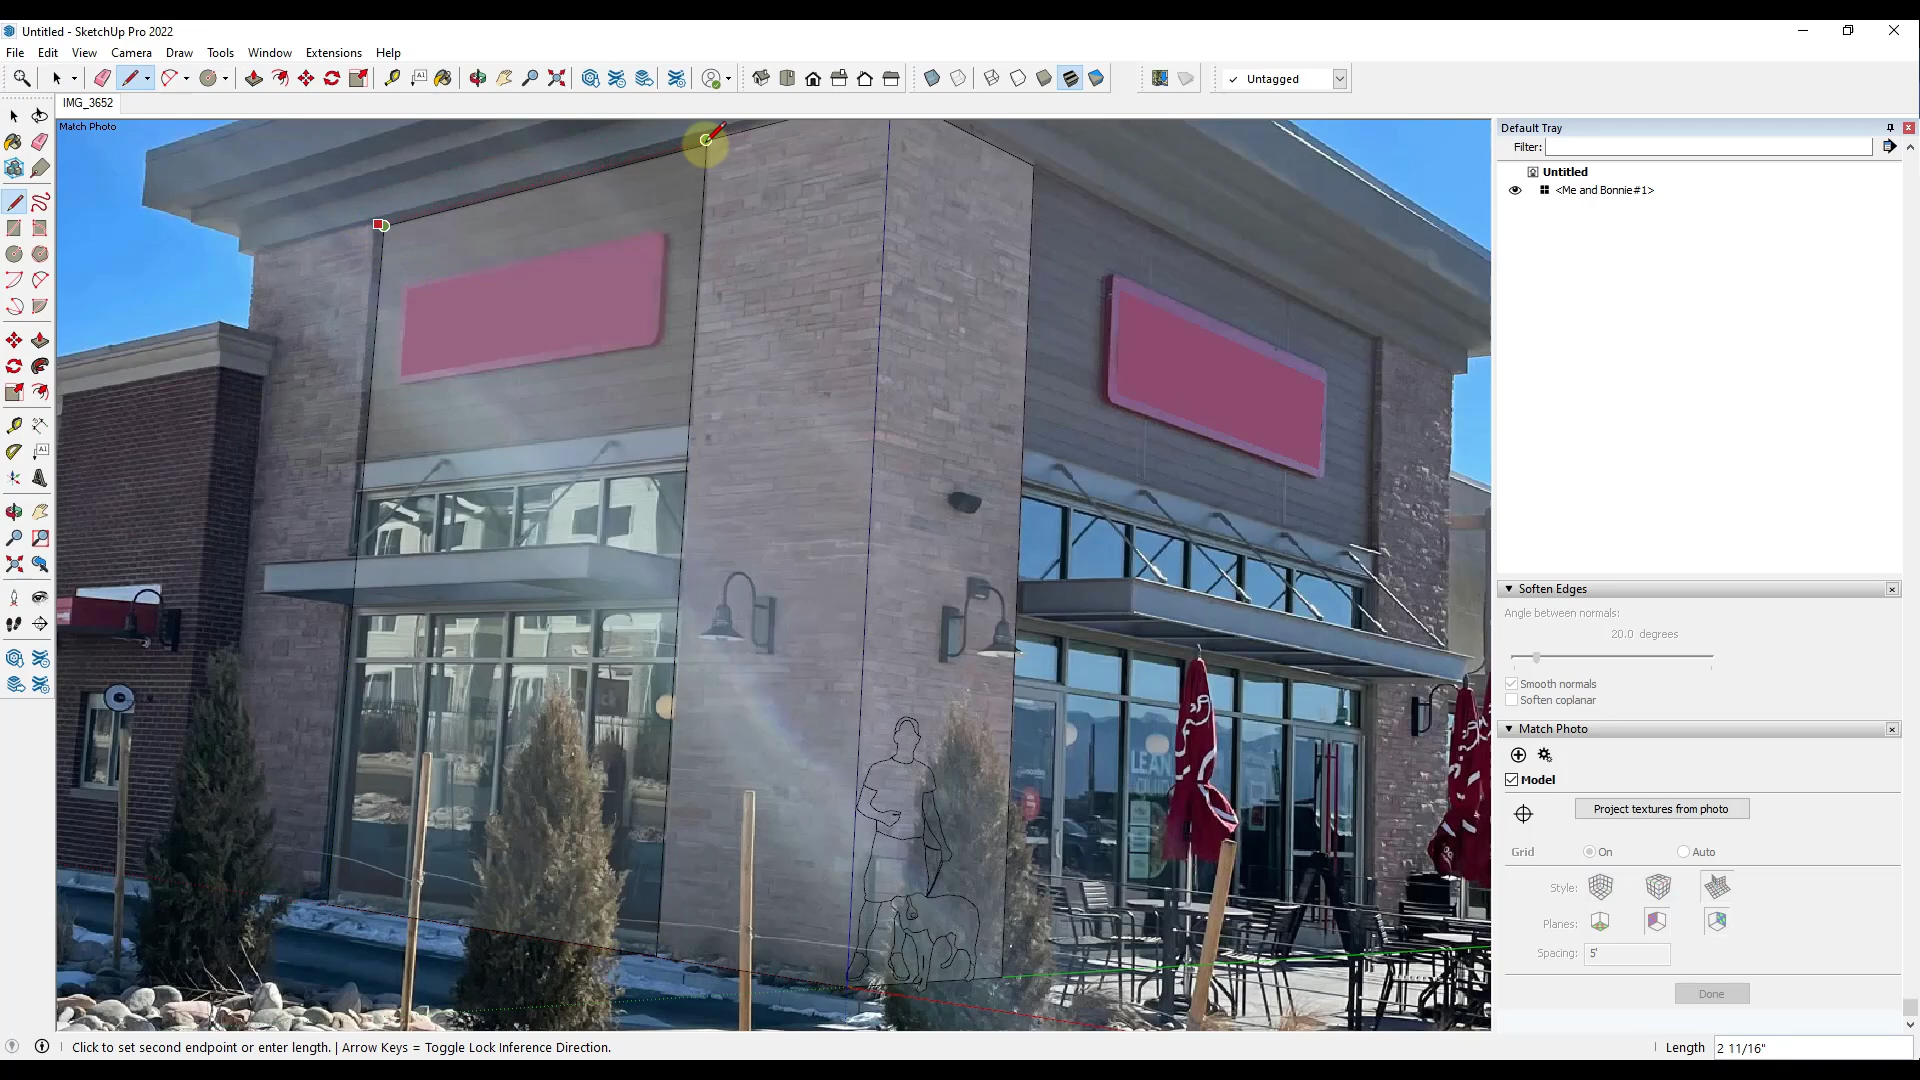 Untitled - SketchUp Pro 2022
File Edit View Camera Draw Tools Window Extensions Help
Untagged
IMG_3652
Match Photo
Default Tray
Filter:
Untitled
<Me and Bonnie#1>
Soften Edges
Angle between normals:
20.0 degrees
Smooth normals
Soften coplanar
Match Photo
Model
Project textures from photo
Grid On Auto
Style:
Planes:
Spacing: 5'
Done
LEAN
Click to set second endpoint or enter length. | Arrow Keys = Toggle Lock Inference Direction.
Length 2 11/16"